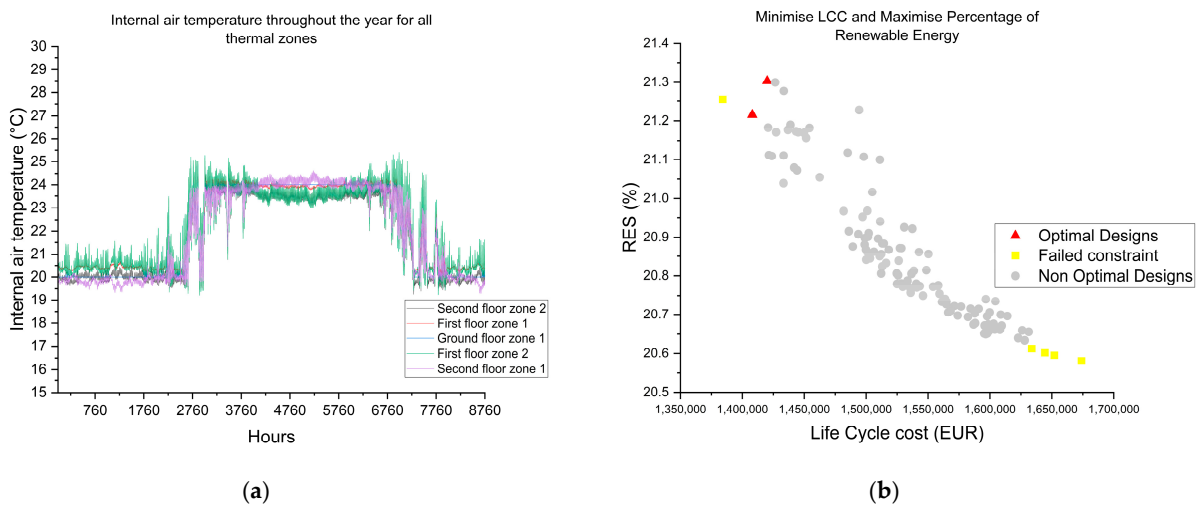 Internal air temperature throughout the year for all
thermal zones
30
29
28
27
26
25
24
23
22
21
20
19
18
17
16
15
Internal air temperature (°C)
760
1760
2760
3760
4760
5760
6760
7760
8760
Hours
Second floor zone 2
First floor zone 1
Ground floor zone 1
First floor zone 2
Second floor zone 1
(a)
Minimise LCC and Maximise Percentage of
Renewable Energy
21.4
21.3
21.2
21.1
21.0
20.9
20.8
20.7
20.6
20.5
RES (%)
1,350,000
1,400,000
1,450,000
1,500,000
1,550,000
1,600,000
1,650,000
1,700,000
Life Cycle cost (EUR)
Optimal Designs
Failed constraint
Non Optimal Designs
(b)